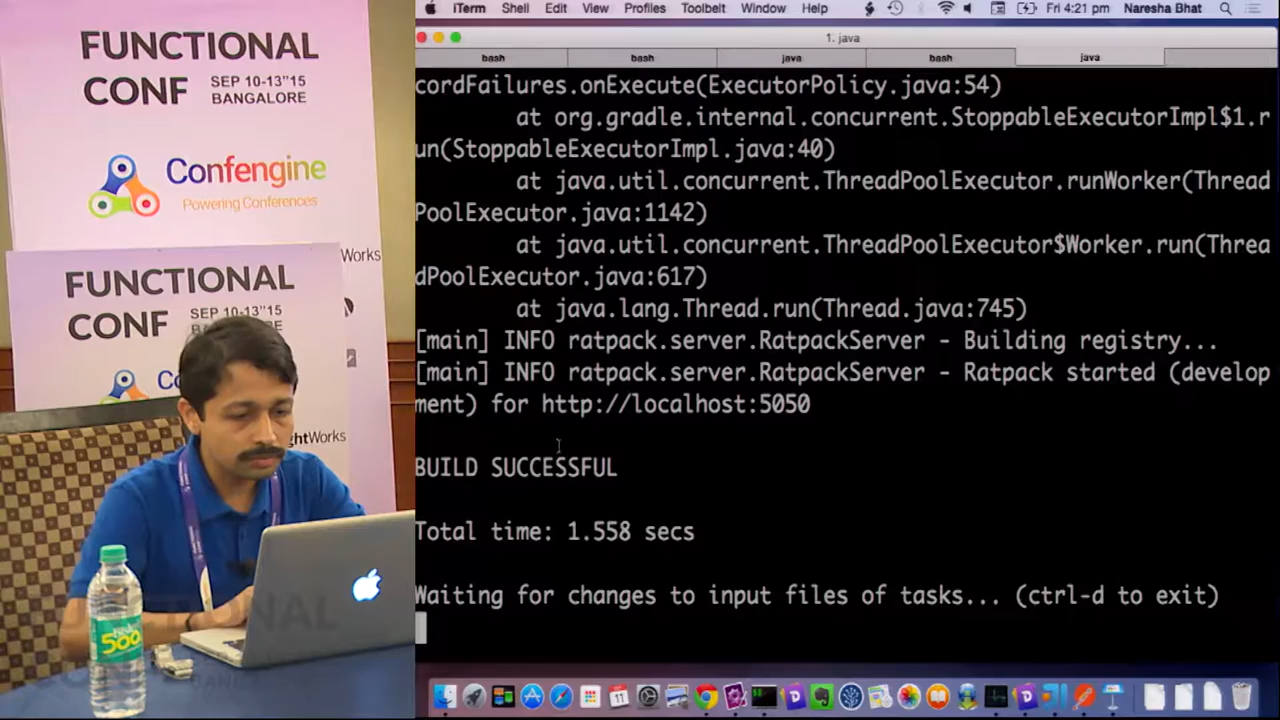 FUNCTIONAL
CONF SEP 10-13"15
BANGALORE
Confengine
Powering Conferences
Works
FUNCTIONAL
CONF SEP 10-13"15
ghtWorks
500
iTerm Shell Edit View Profiles Toolbelt Window Help Fri 4:21 pm Naresha Bhat
1. java
bash bash java bash java
cordFailures.onExecute(ExecutorPolicy.java:54)
at org.gradle.internal.concurrent.StoppableExecutorImpl$1.r
un(StoppableExecutorImpl.java:40)
at java.util.concurrent.ThreadPoolExecutor.runWorker(Thread
PoolExecutor.java:1142)
at java.util.concurrent.ThreadPoolExecutor$Worker.run(Threa
dPoolExecutor.java:617)
at java.lang.Thread.run(Thread.java:745)
[main] INFO ratpack.server.RatpackServer - Building registry...
[main] INFO ratpack.server.RatpackServer - Ratpack started (develop
ment) for http://localhost:5050
BUILD SUCCESSFUL
Total time: 1.558 secs
Waiting for changes to input files of tasks... (ctrl-d to exit)